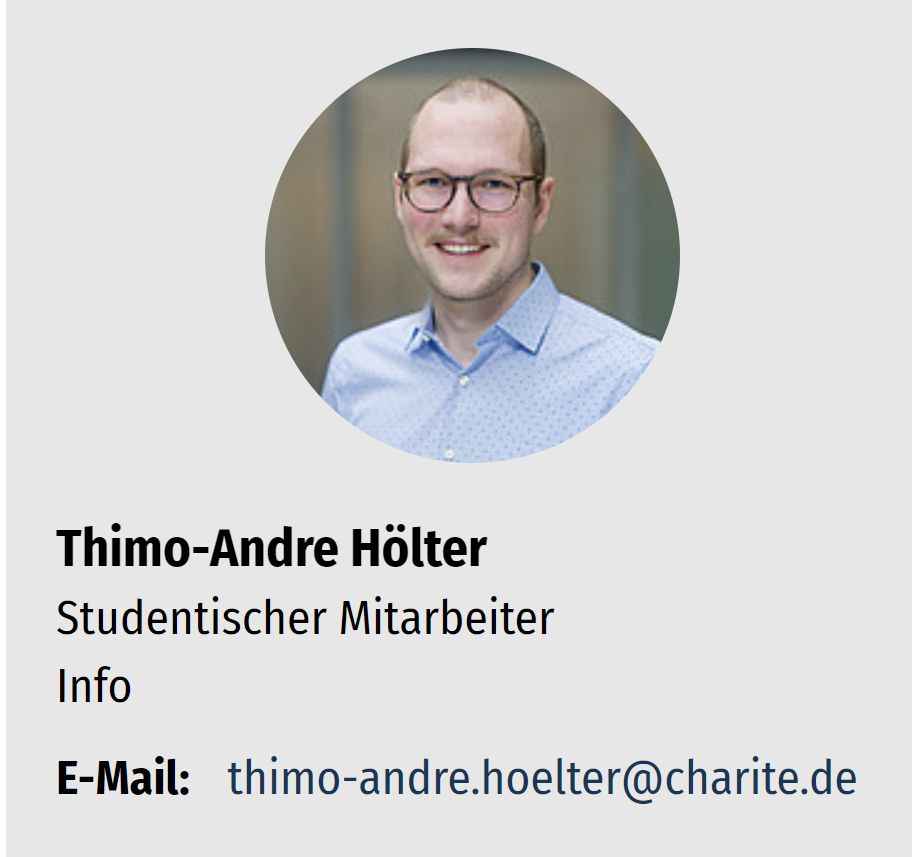 Thimo-Andre Hölter
Studentischer Mitarbeiter
Info
E-Mail: thimo-andre.hoelter@charite.de